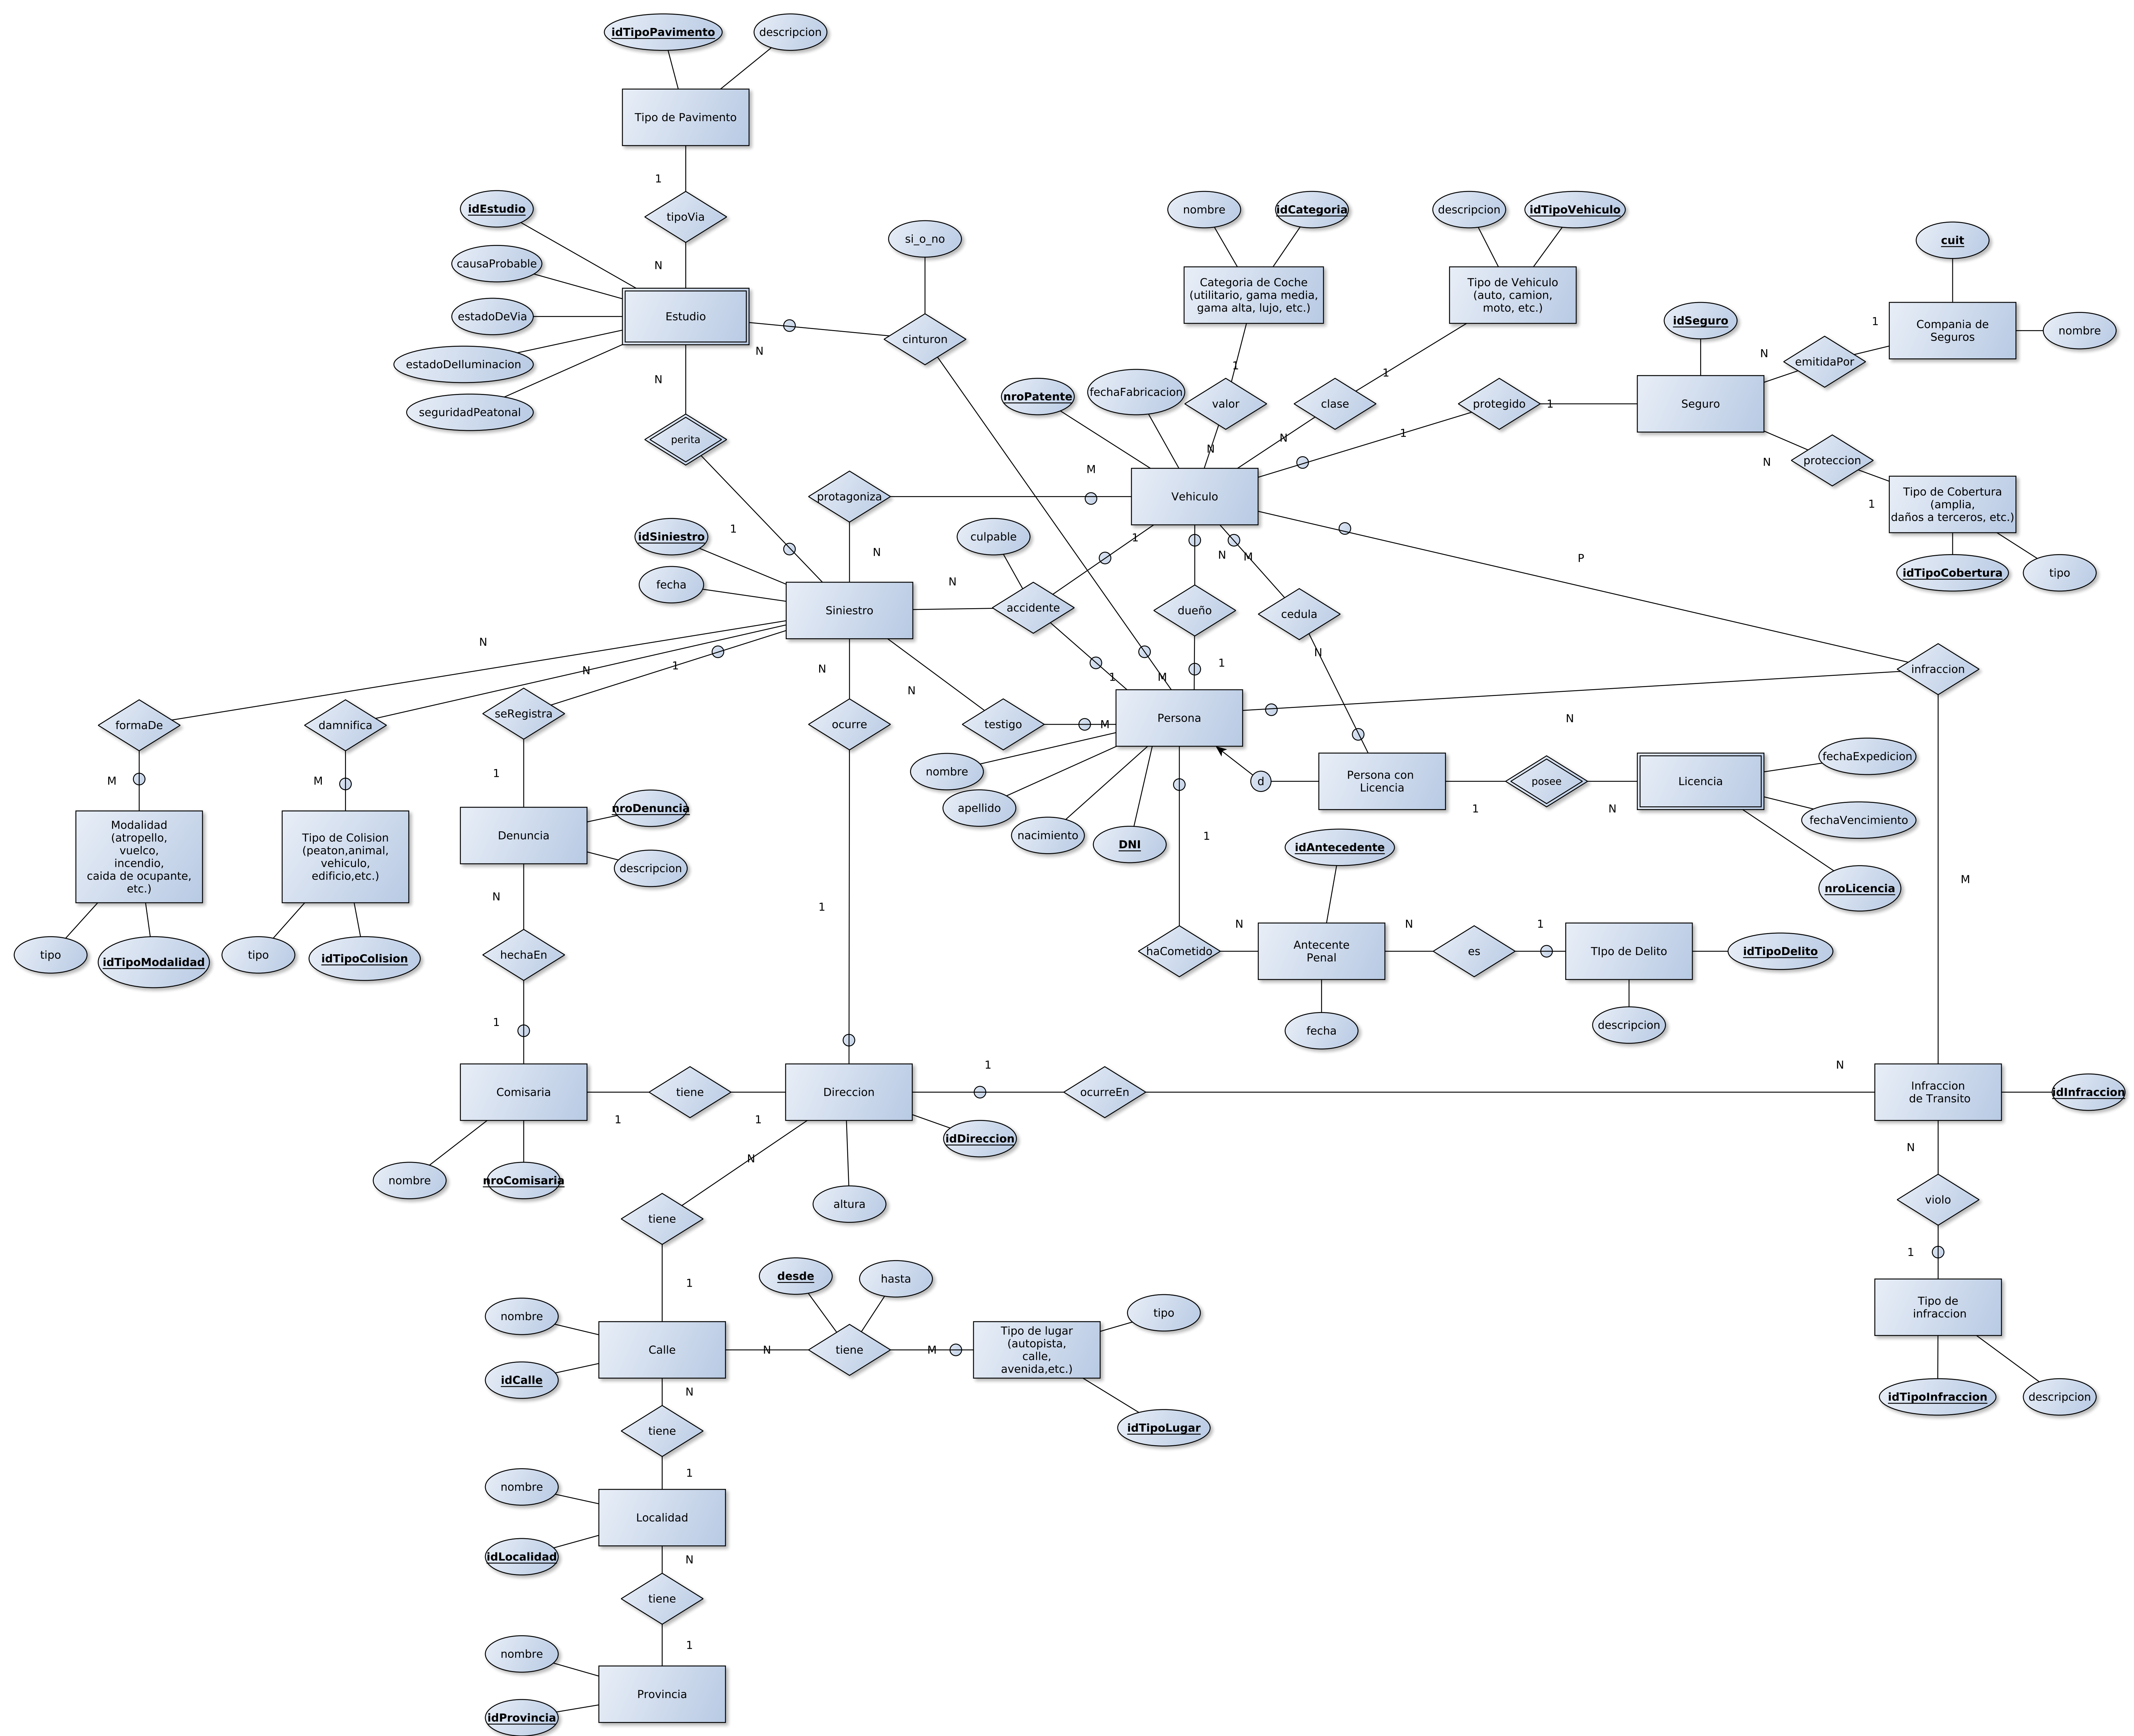 idTipoPavimento
descripcion
Tipo de Pavimento
1
tipoVia
N
idEstudio
causaProbable
estadoDeVia
estadoDeIluminacion
seguridadPeatonal
Estudio
N
N
si_o_no
cinturon
perita
1
nombre
idCategoria
Categoria de Coche
(utilitario, gama media,
gama alta, lujo, etc.)
1
valor
N
descripcion
idTipoVehiculo
Tipo de Vehiculo
(auto, camion,
moto, etc.)
1
clase
N
nroPatente
fechaFabricacion
Vehiculo
1
protegido
1
idSeguro
Seguro
N
emitidaPor
1
cuit
Compania de
Seguros
nombre
N
proteccion
1
Tipo de Cobertura
(amplia,
daños a terceros, etc.)
idTipoCobertura
tipo
protagoniza
M
N
idSiniestro
fecha
Siniestro
culpable
N
accidente
1
1
N
dueño
1
M
cedula
N
P
infraccion
M
N
M
N
N
1
formaDe
damnifica
seRegistra
N
ocurre
N
testigo
M
Persona
nombre
apellido
nacimiento
DNI
d
Persona con
Licencia
1
posee
N
Licencia
fechaExpedicion
fechaVencimiento
nroLicencia
M
Modalidad
(atropello,
vuelco,
incendio,
caida de ocupante,
etc.)
tipo
idTipoModalidad
M
Tipo de Colision
(peaton,animal,
vehiculo,
edificio,etc.)
tipo
idTipoColision
1
Denuncia
nroDenuncia
descripcion
N
hechaEn
1
1
1
haCometido
N
idAntecedente
Antecente
Penal
fecha
N
es
1
TIpo de Delito
idTipoDelito
descripcion
Comisaria
nombre
nroComisaria
1
tiene
1
Direccion
idDireccion
altura
1
ocurreEn
N
Infraccion
de Transito
idInfraccion
N
violo
1
Tipo de
infraccion
idTipoInfraccion
descripcion
N
tiene
1
nombre
idCalle
Calle
N
desde
hasta
tiene
M
Tipo de lugar
(autopista,
calle,
avenida,etc.)
tipo
idTipoLugar
N
tiene
1
nombre
idLocalidad
Localidad
N
tiene
1
nombre
idProvincia
Provincia